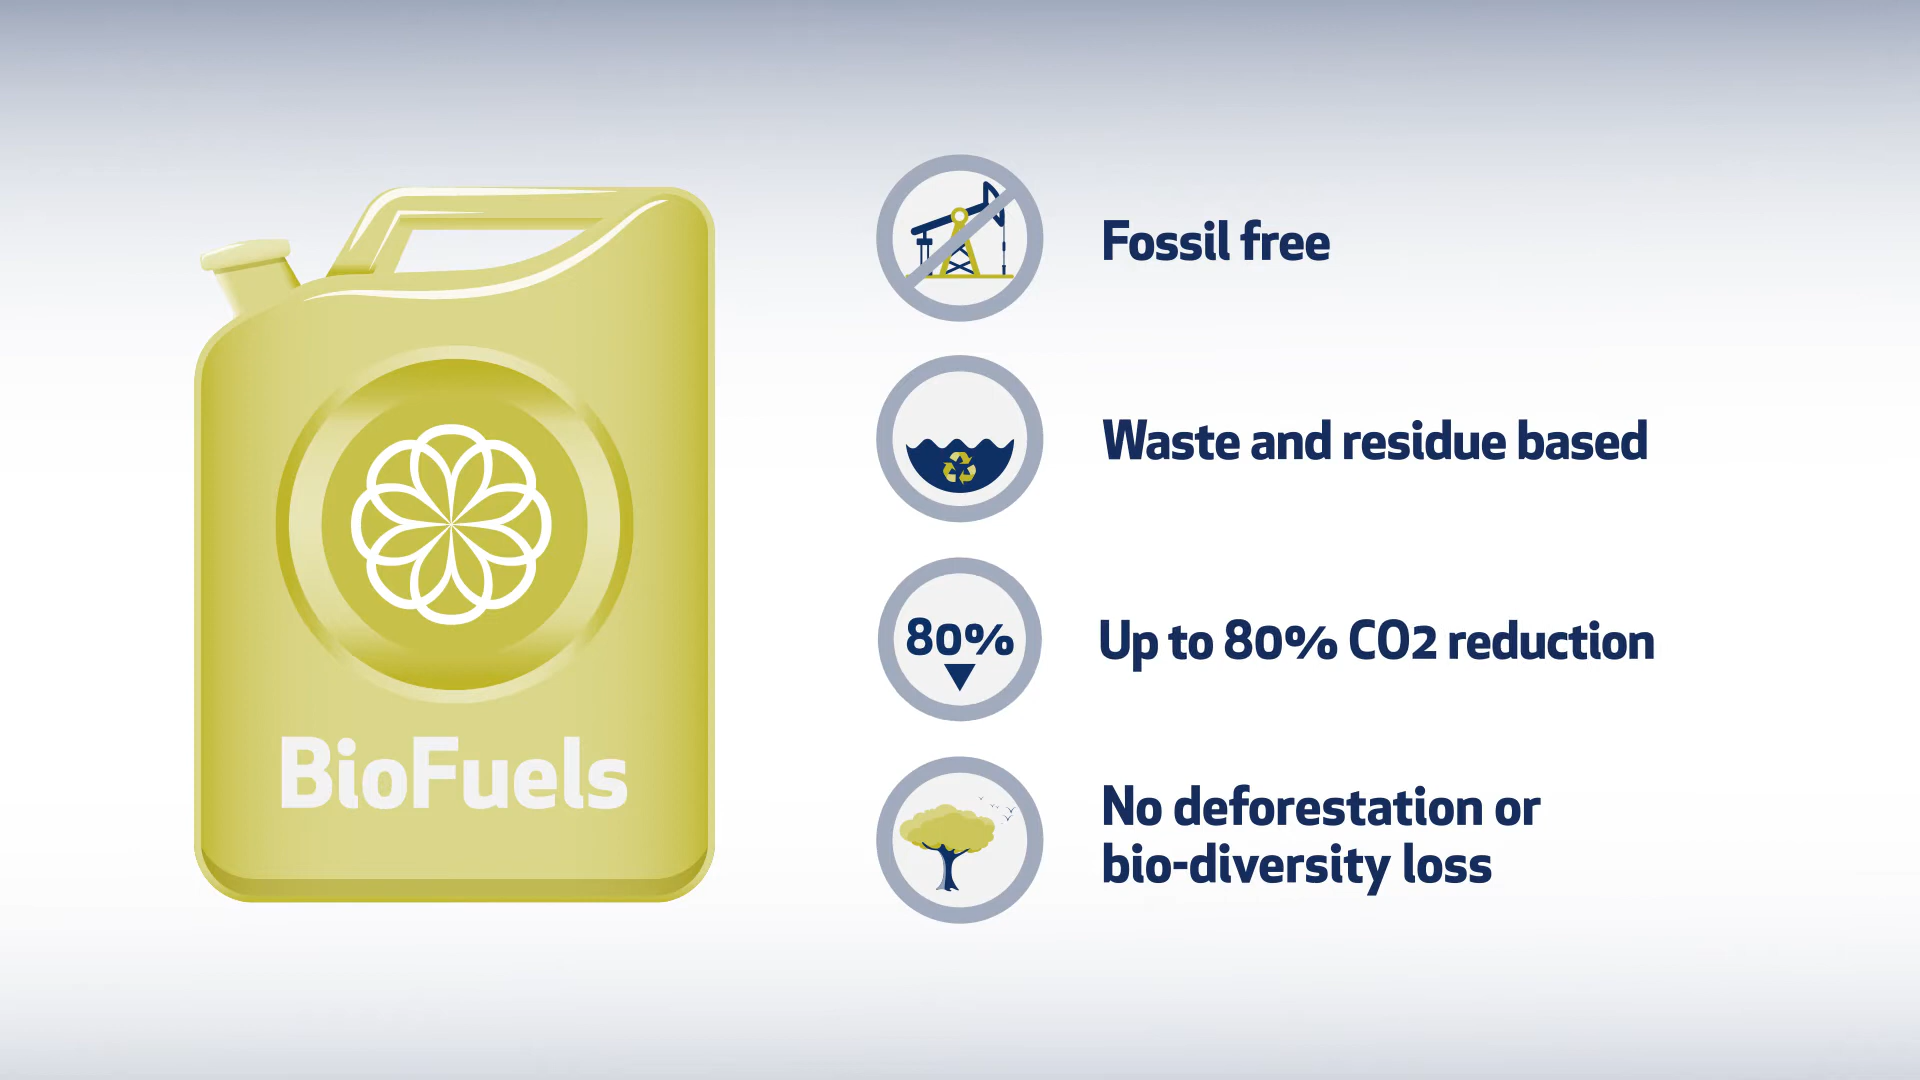 BioFuels
Fossil free
Waste and residue based
80%
Up to 80% CO2 reduction
No deforestation or
bio-diversity loss